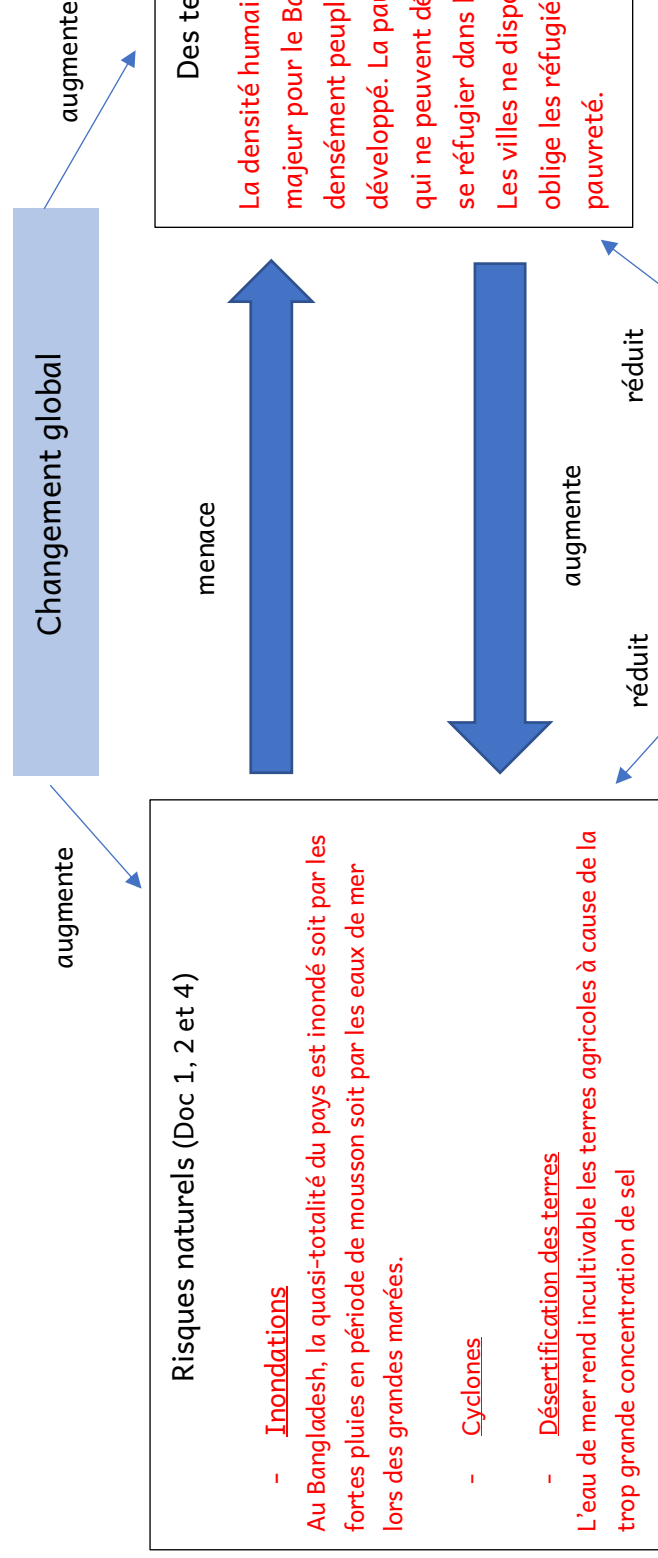 Changement global
augmente
augmente
Risques naturels (Doc 1, 2 et 4)
- Inondations
Au Bangladesh, la quasi-totalité du pays est inondé soit par les
fortes pluies en période de mousson soit par les eaux de mer
lors des grandes marées.
- Cyclones
- Désertification des terres
L'eau de mer rend incultivable les terres agricoles à cause de la
trop grande concentration de sel
menace
augmente
réduit
réduit
Des te
La densité humai
majeur pour le Ba
densément peupl
développé. La pau
qui ne peuvent dé
se réfugier dans l
Les villes ne dispo
oblige les réfugié
pauvreté.